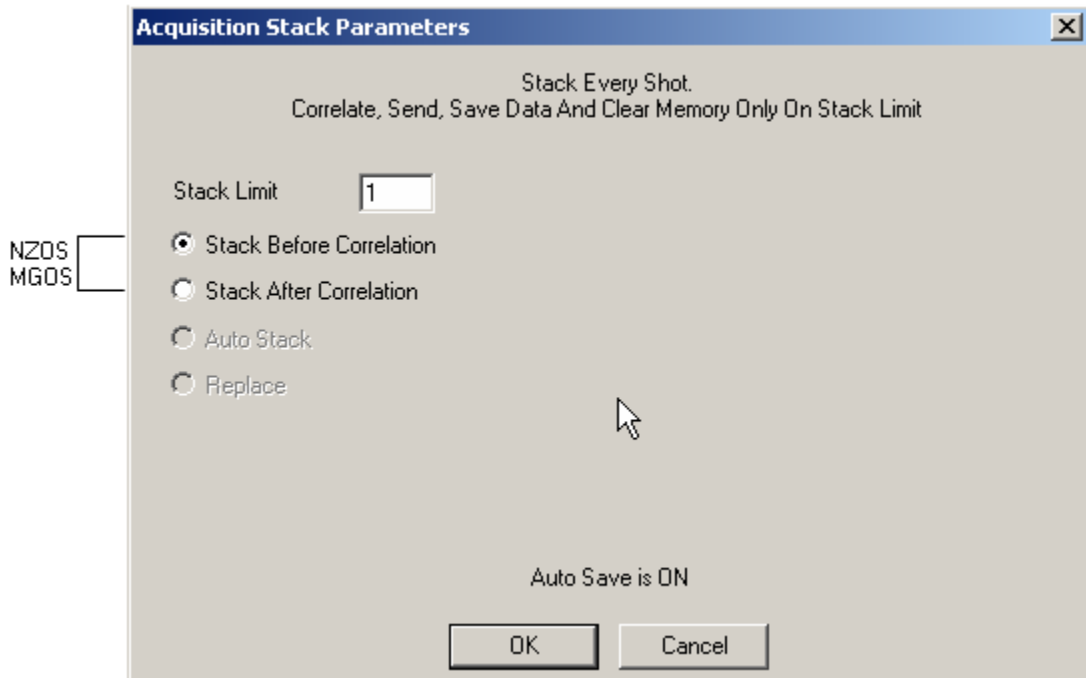 Acquisition Stack Parameters
Stack Every Shot.
Correlate, Send, Save Data And Clear Memory Only On Stack Limit
Stack Limit 1
NZOS
MGOS
Stack Before Correlation
Stack After Correlation
Auto Stack
Replace
Auto Save is ON
OK Cancel